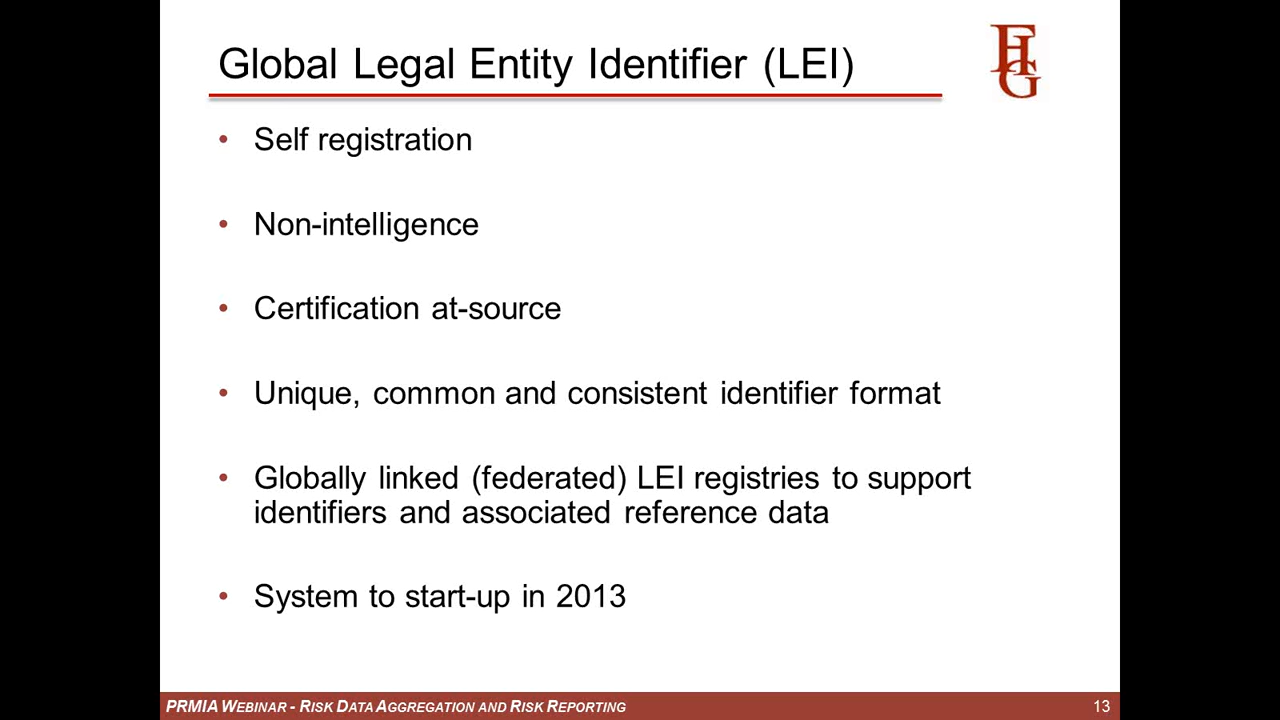 Global Legal Entity Identifier (LEI)
FHG
• Self registration
• Non-intelligence
• Certification at-source
• Unique, common and consistent identifier format
• Globally linked (federated) LEI registries to support
identifiers and associated reference data
• System to start-up in 2013
PRMIA WEBINAR - RISK DATA AGGREGATION AND RISK REPORTING
13